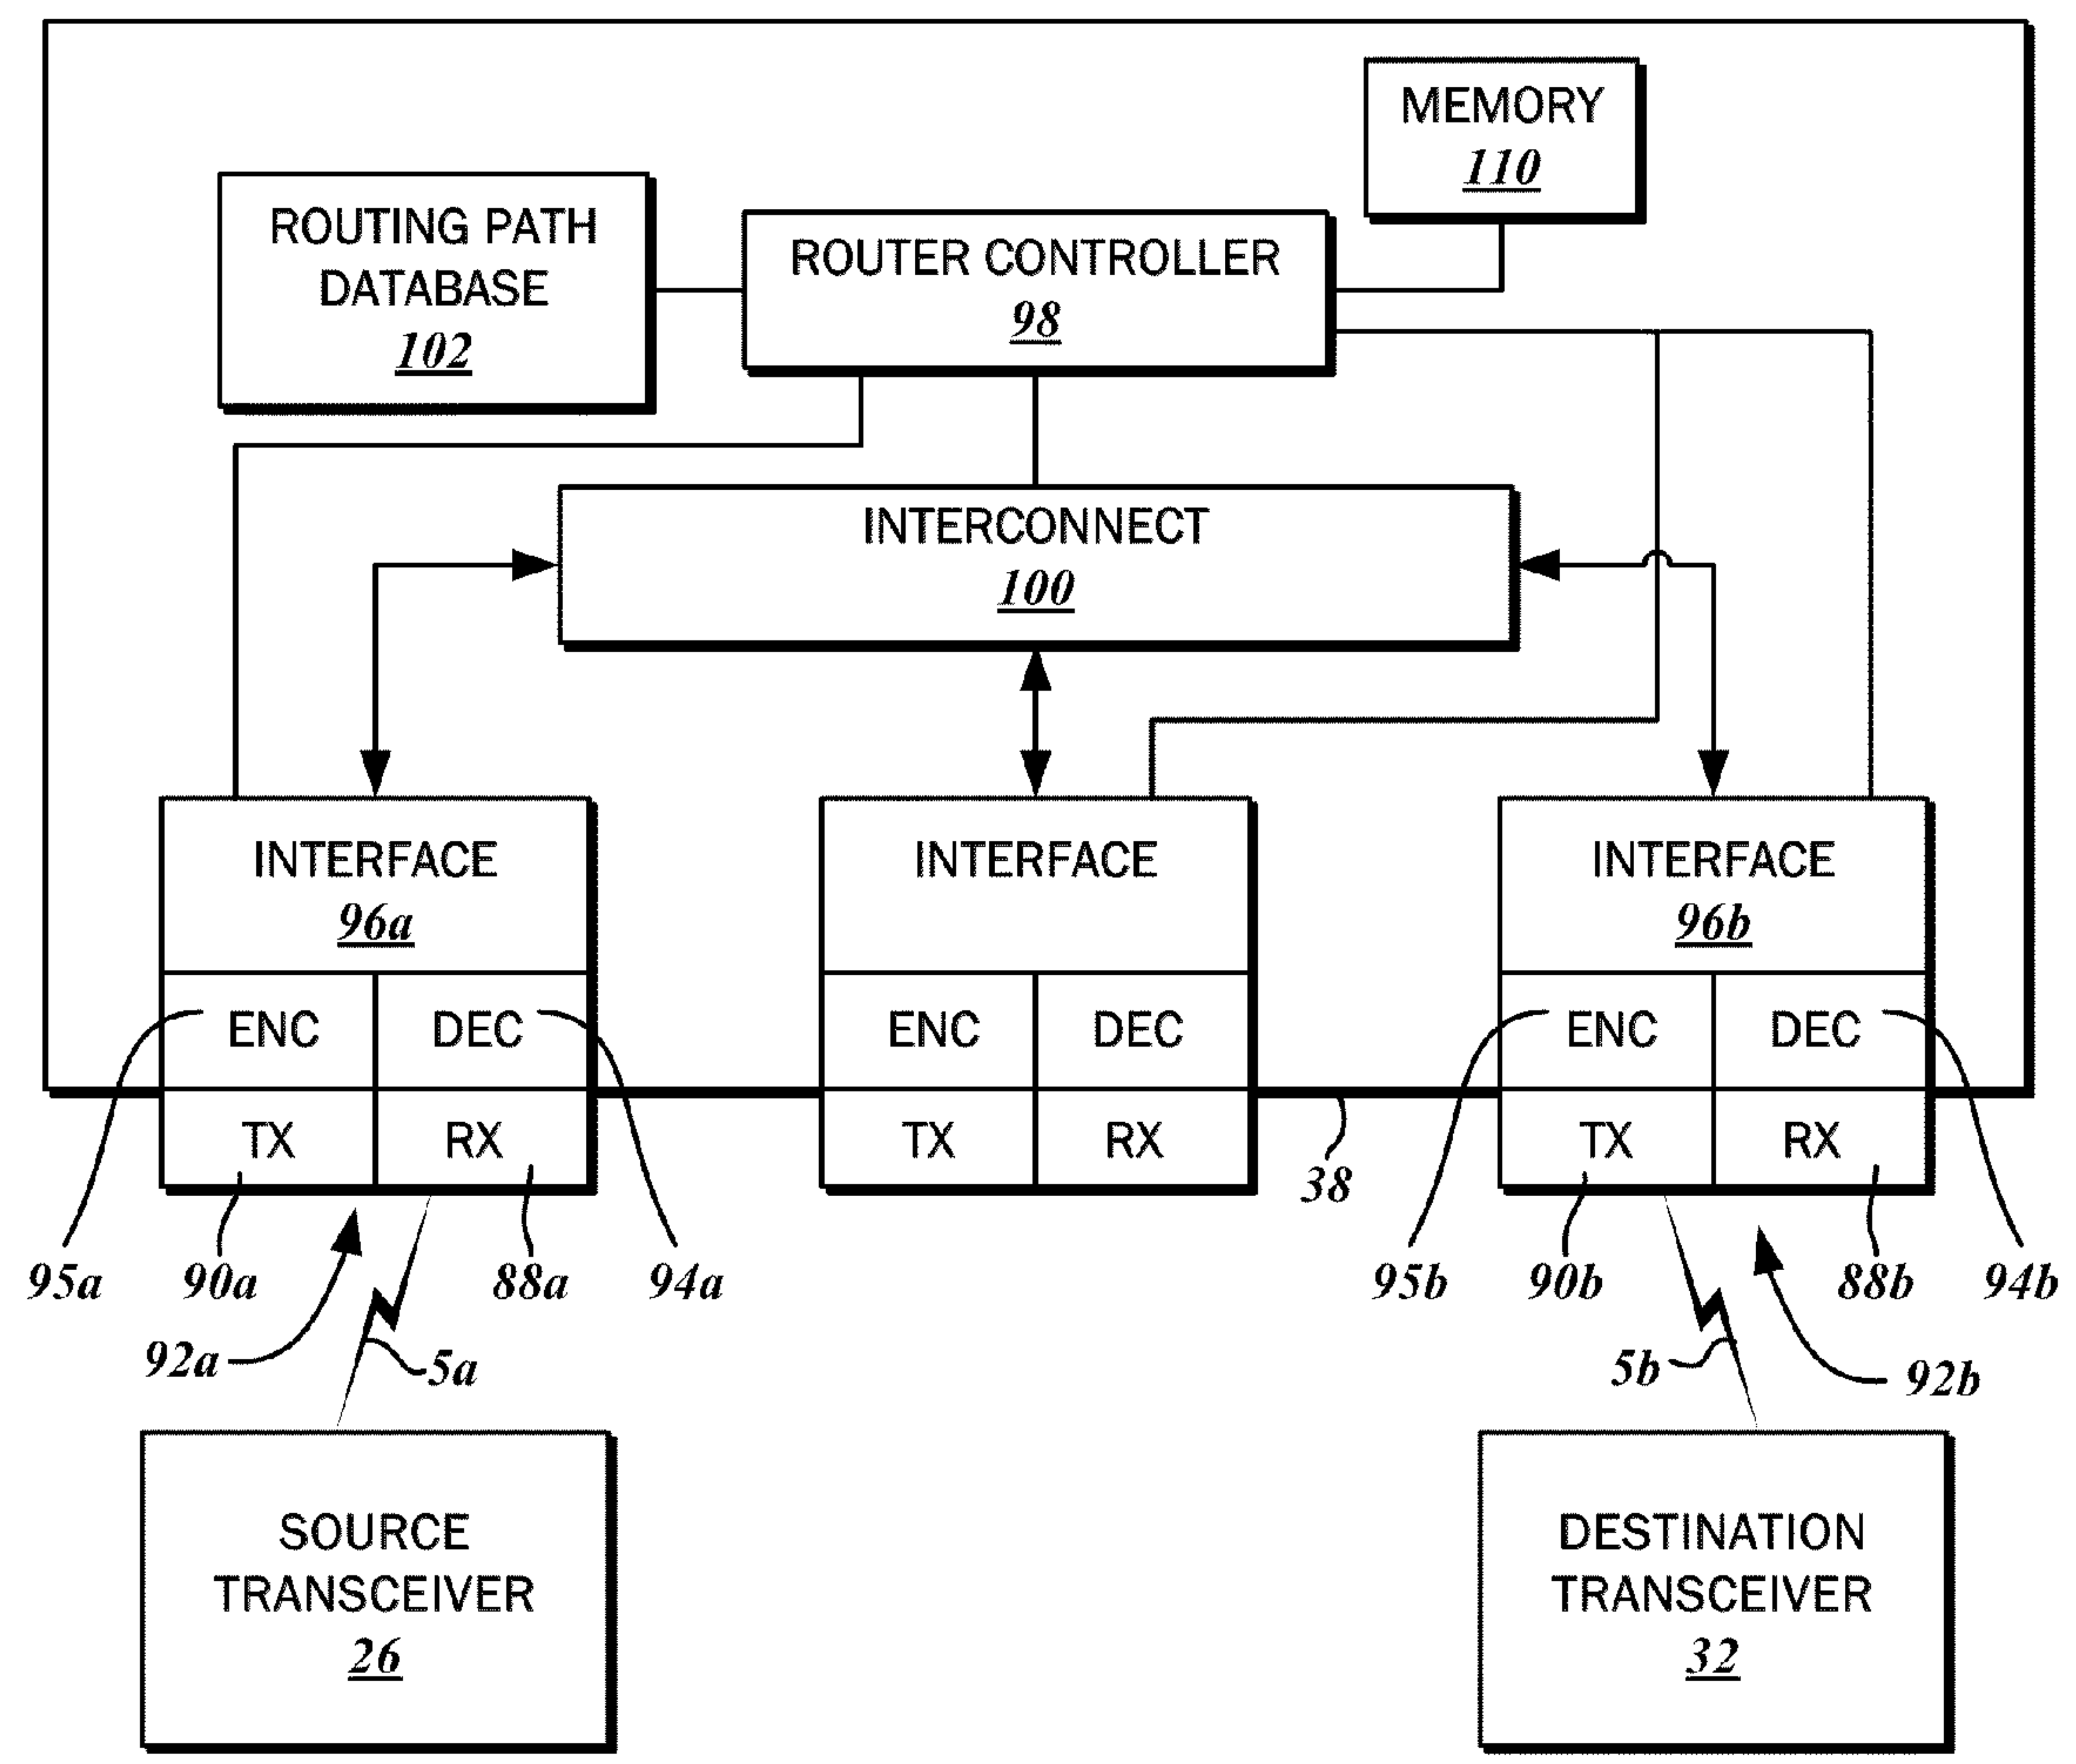 MEMORY
110
ROUTING PATH
DATABASE
102
ROUTER CONTROLLER
98
INTERCONNECT
100
INTERFACE
96a
ENC DEC
TX RX
INTERFACE
ENC DEC
TX RX
INTERFACE
96b
ENC DEC
TX RX
38
95a 90a 88a 94a
95b 90b 88b 94b
92a 5a
5b 92b
SOURCE
TRANSCEIVER
26
DESTINATION
TRANSCEIVER
32